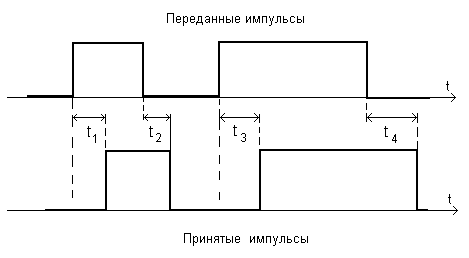 Переданные импульсы
t
t1 t2 t3 t4
t
Принятые импульсы